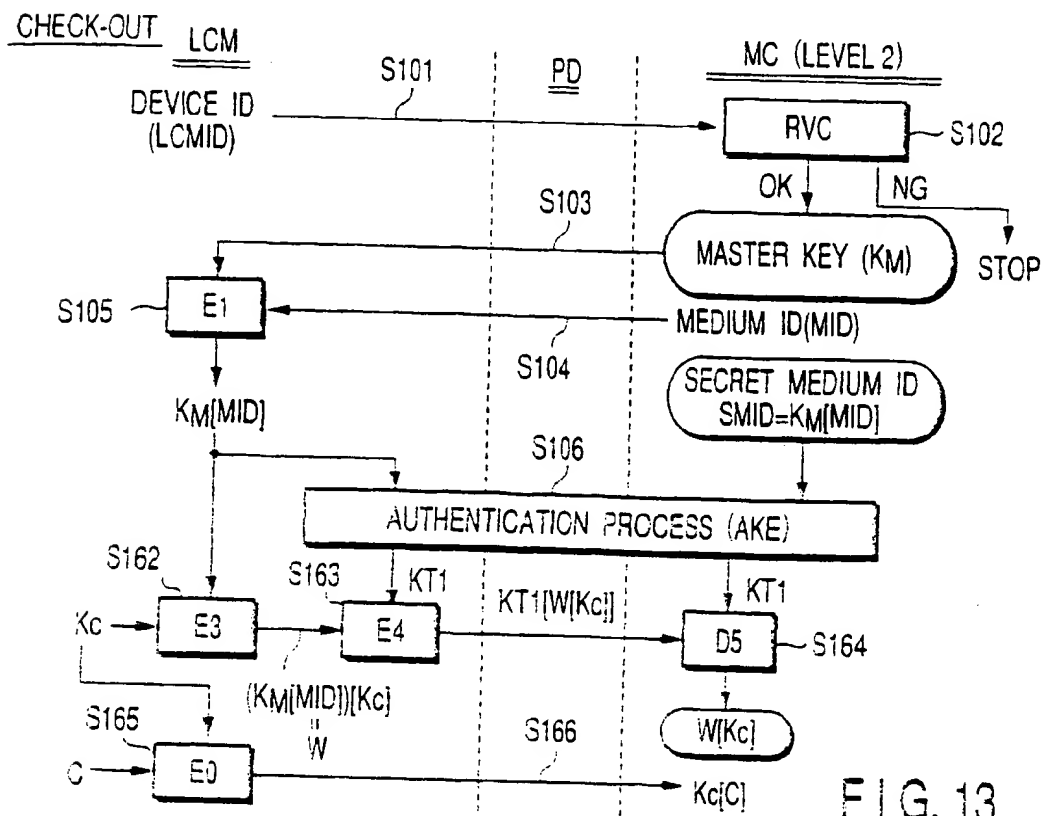 CHECK-OUT
LCM
PD
MC (LEVEL 2)
DEVICE ID
(LCMID)
S101
RVC
S102
OK
NG
STOP
S103
MASTER KEY (KM)
S105
E1
MEDIUM ID(MID)
S104
KM[MID]
SECRET MEDIUM ID
SMID=KM[MID]
S106
AUTHENTICATION PROCESS (AKE)
S162
S163
KT1
KT1[W[Kc]]
KT1
Kc
E3
E4
D5
S164
(KM[MID])[Kc]
W
W[Kc]
S165
S166
C
E0
Kc[C]
FIG. 13